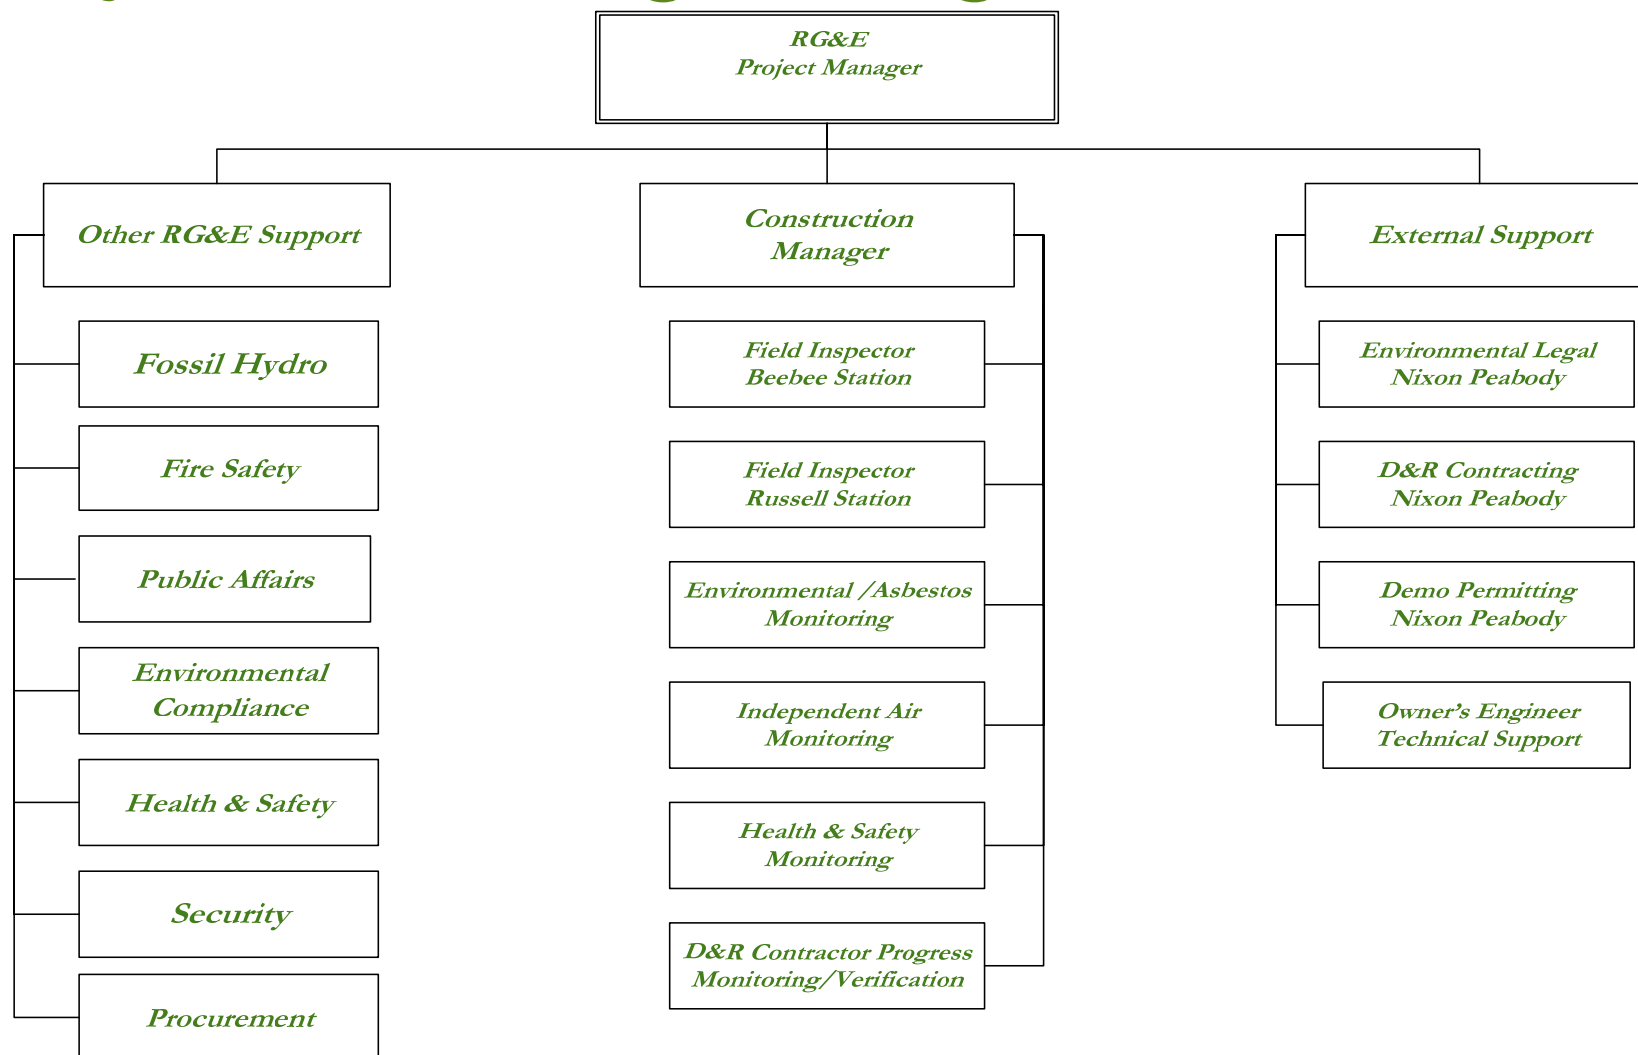 RG&E
Project Manager
Other RG&E Support
Construction
Manager
External Support
Fossil Hydro
Fire Safety
Public Affairs
Environmental
Compliance
Health & Safety
Security
Procurement
Field Inspector
Beebee Station
Field Inspector
Russell Station
Environmental /Asbestos
Monitoring
Independent Air
Monitoring
Health & Safety
Monitoring
D&R Contractor Progress
Monitoring/Verification
Environmental Legal
Nixon Peabody
D&R Contracting
Nixon Peabody
Demo Permitting
Nixon Peabody
Owner’s Engineer
Technical Support